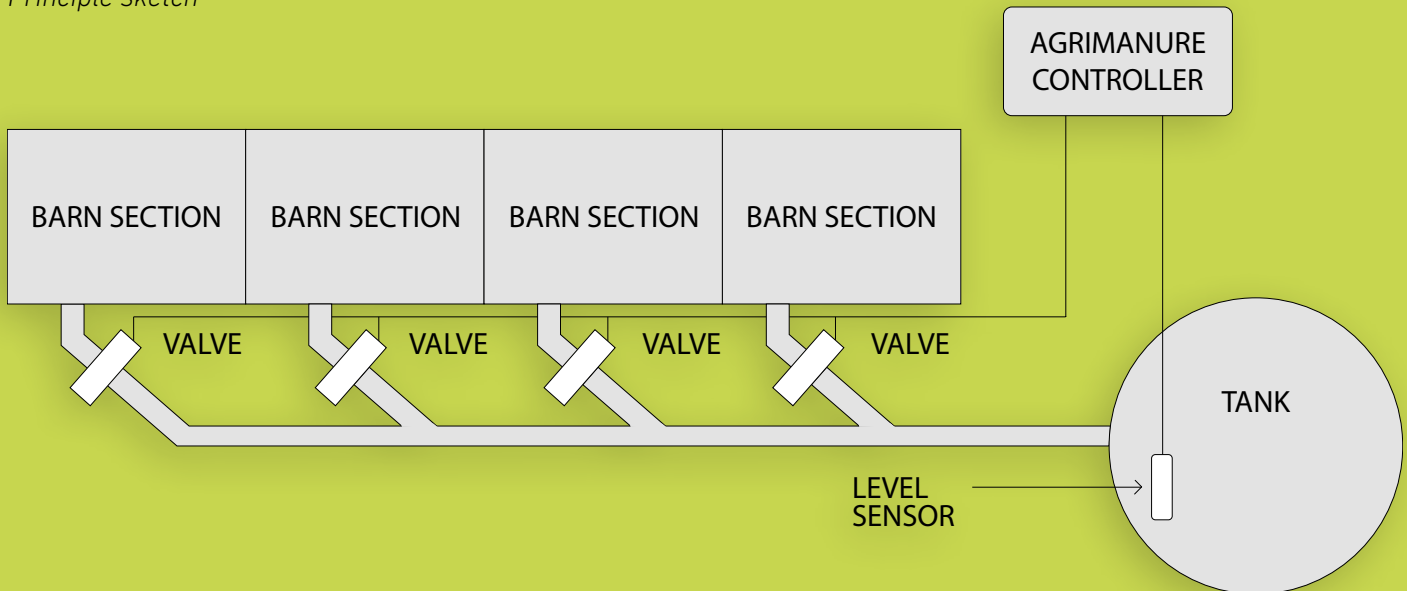 Principle Sketch
AGRIMANURE
CONTROLLER
BARN SECTION
BARN SECTION
BARN SECTION
BARN SECTION
VALVE
VALVE
VALVE
VALVE
TANK
LEVEL
SENSOR